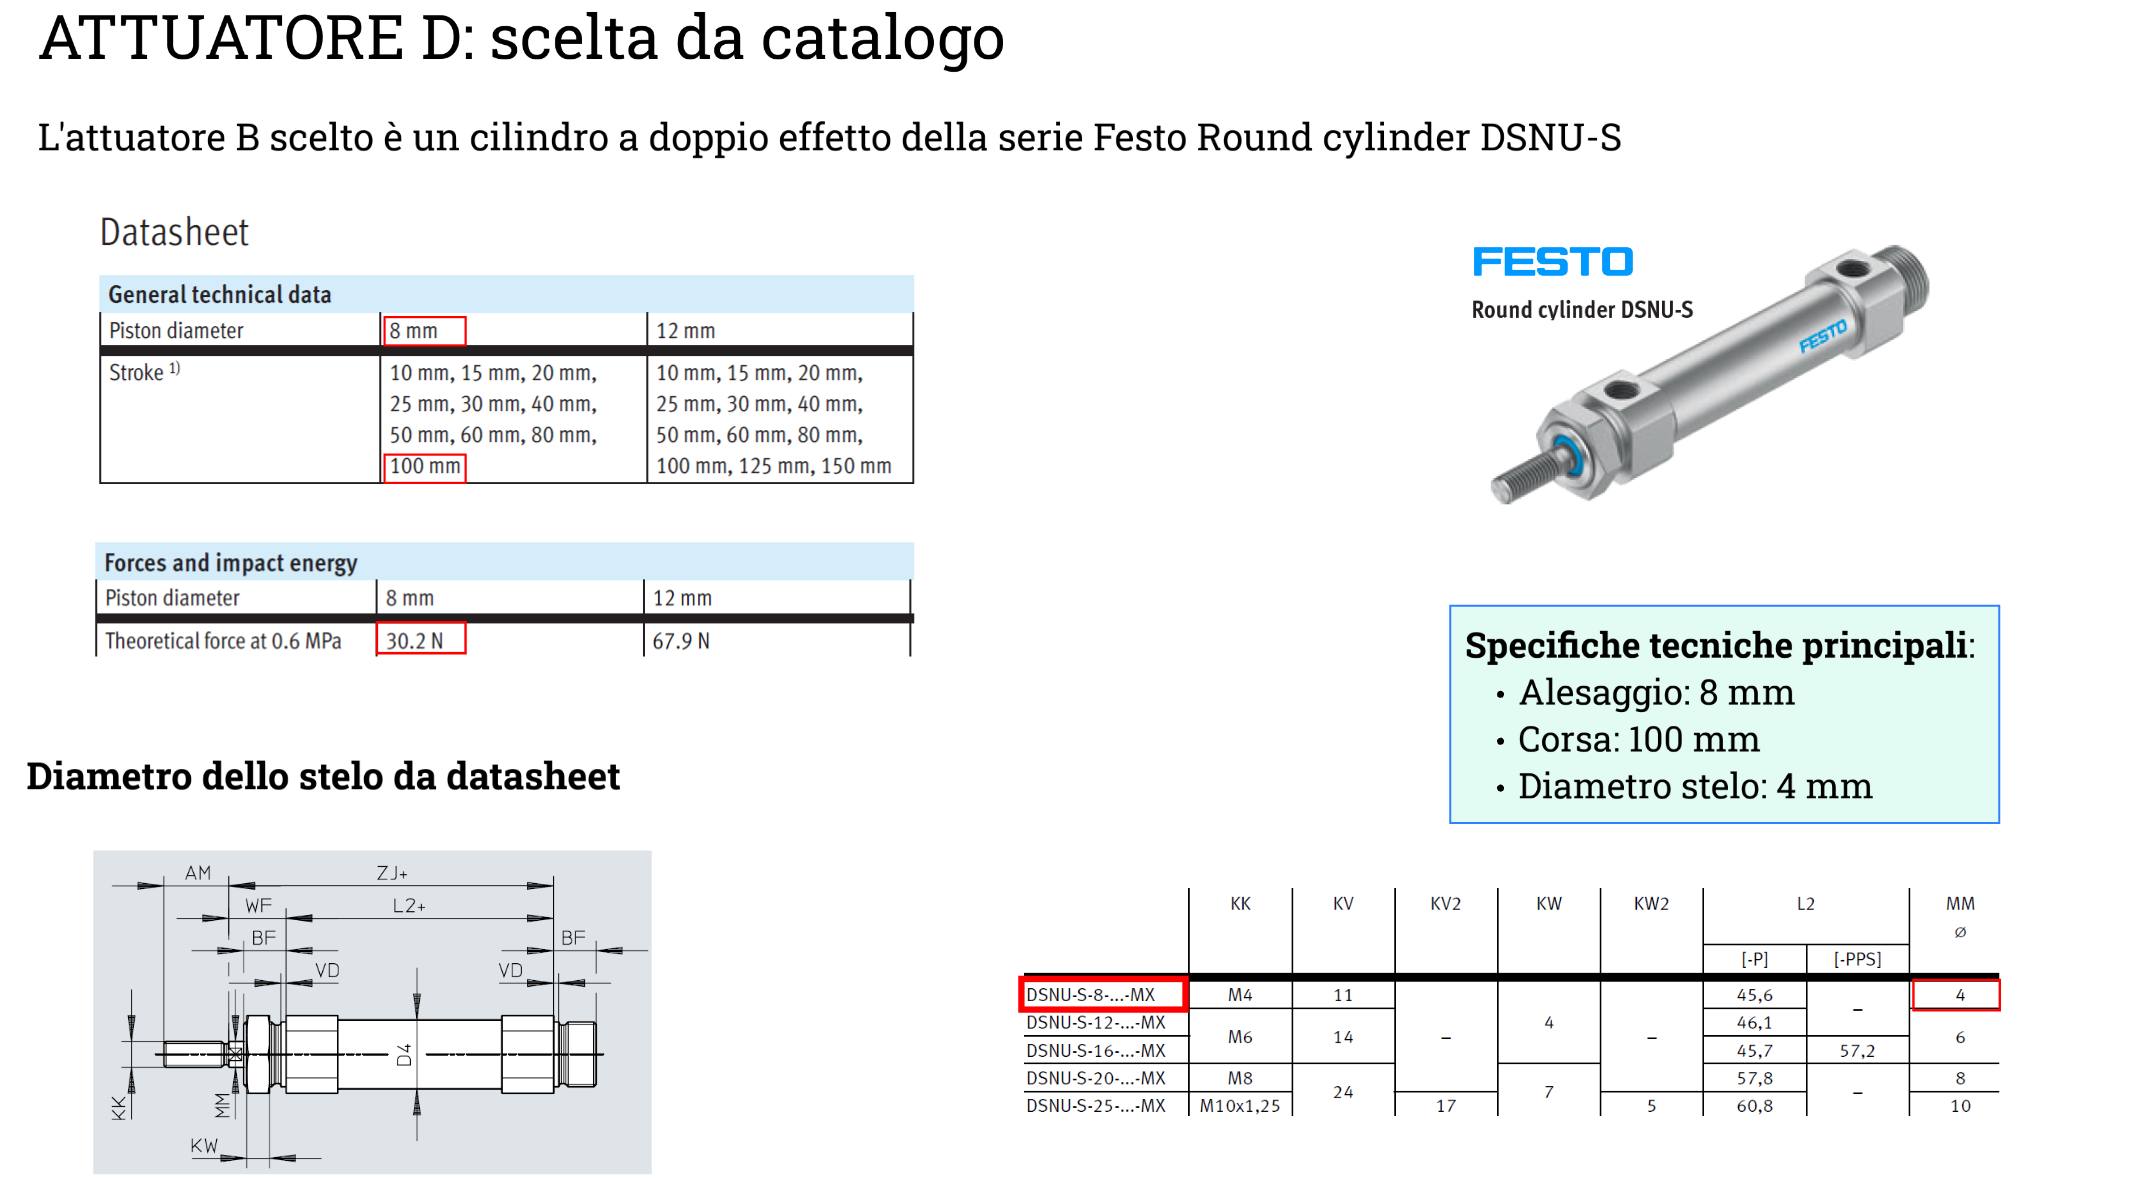 ATTUATORE D: scelta da catalogo
L'attuatore B scelto è un cilindro a doppio effetto della serie Festo Round cylinder DSNU-S
Datasheet
General technical data
Piston diameter 8 mm 12 mm
Stroke 1) 10 mm, 15 mm, 20 mm, 10 mm, 15 mm, 20 mm,
25 mm, 30 mm, 40 mm, 25 mm, 30 mm, 40 mm,
50 mm, 60 mm, 80 mm, 50 mm, 60 mm, 80 mm,
100 mm 100 mm, 125 mm, 150 mm
FESTO
Round cylinder DSNU-S
FESTO
Forces and impact energy
Piston diameter 8 mm 12 mm
Theoretical force at 0.6 MPa 30.2 N 67.9 N
Specifiche tecniche principali:
• Alesaggio: 8 mm
• Corsa: 100 mm
• Diametro stelo: 4 mm
Diametro dello stelo da datasheet
AM ZJ+
WF L2+
BF BF
VD VD
D4
KK MM
KW
KK KV KV2 KW KW2 L2 MM
Ø
[-P] [-PPS]
DSNU-S-8-...-MX M4 11 – 4 – 45,6 – 4
DSNU-S-12-...-MX M6 14 46,1 6
DSNU-S-16-...-MX 45,7 57,2
DSNU-S-20-...-MX M8 24 7 57,8 – 8
DSNU-S-25-...-MX M10x1,25 17 5 60,8 10